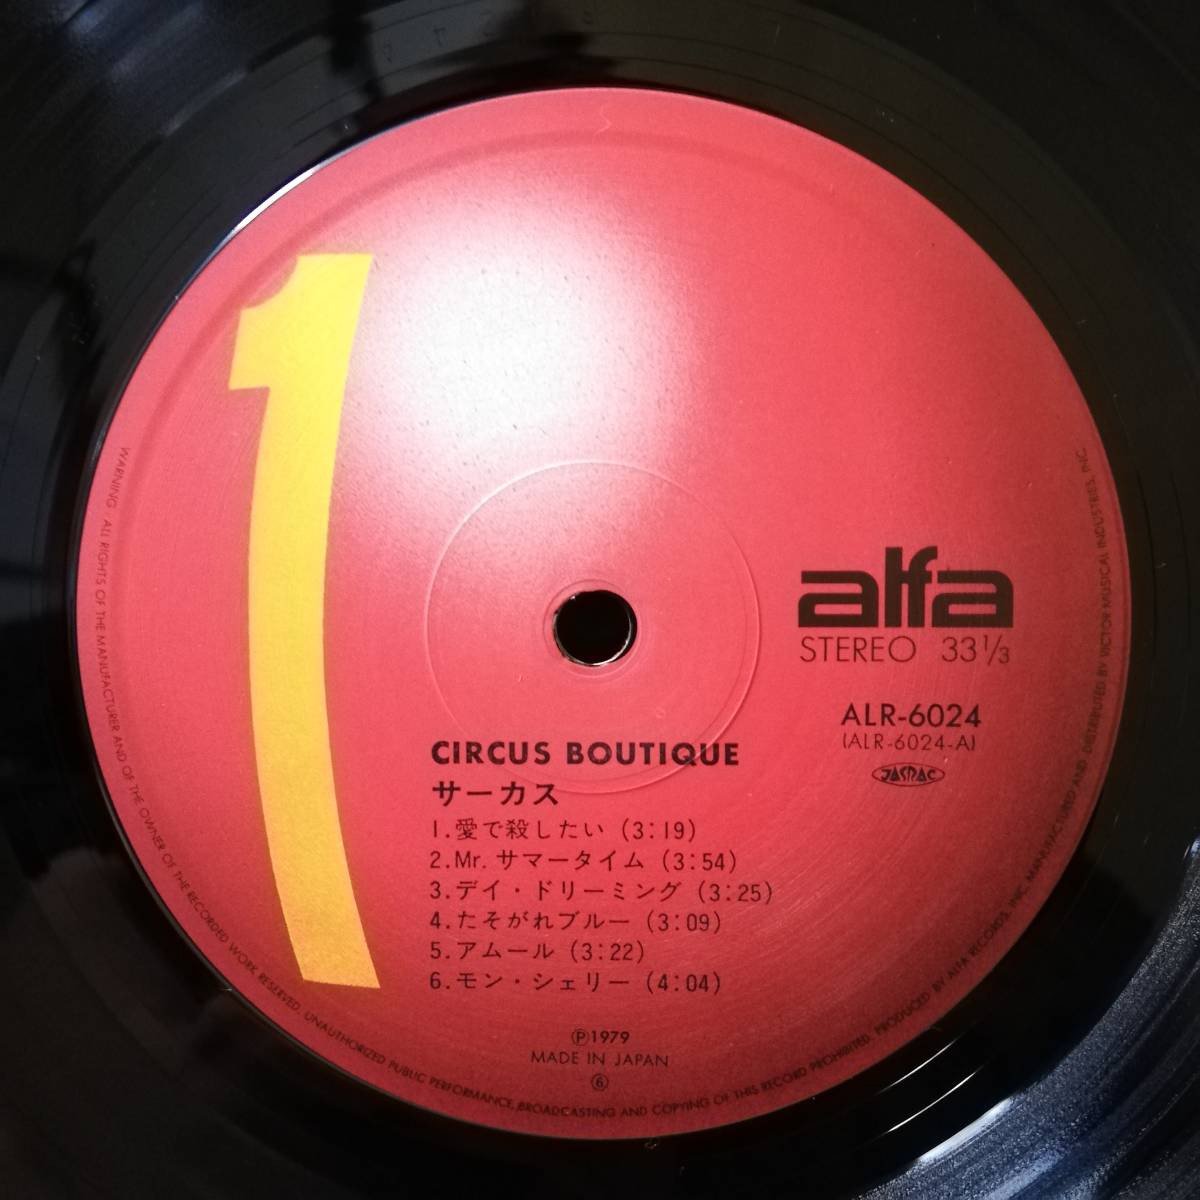 1
alfa
STEREO 33 1/3
ALR-6024
(ALR-6024-A)
JASRAC
CIRCUS BOUTIQUE
サーカス
1.愛で殺したい (3:19)
2.Mr.サマータイム (3:54)
3.デイ・ドリーミング (3:25)
4.たそがれブルー (3:09)
5.アムール (3:22)
6.モン・シェリー (4:04)
Ⓟ1979
MADE IN JAPAN
⑥
WARNING : ALL RIGHTS OF THE MANUFACTURER AND OF THE OWNER OF THE RECORDED WORK RESERVED. UNAUTHORIZED PUBLIC PERFORMANCE, BROADCASTING AND COPYING OF THIS RECORD PROHIBITED. PRODUCED BY ALFA RECORDS, INC. MANUFACTURED AND DISTRIBUTED BY VICTOR MUSICAL INDUSTRIES, INC.